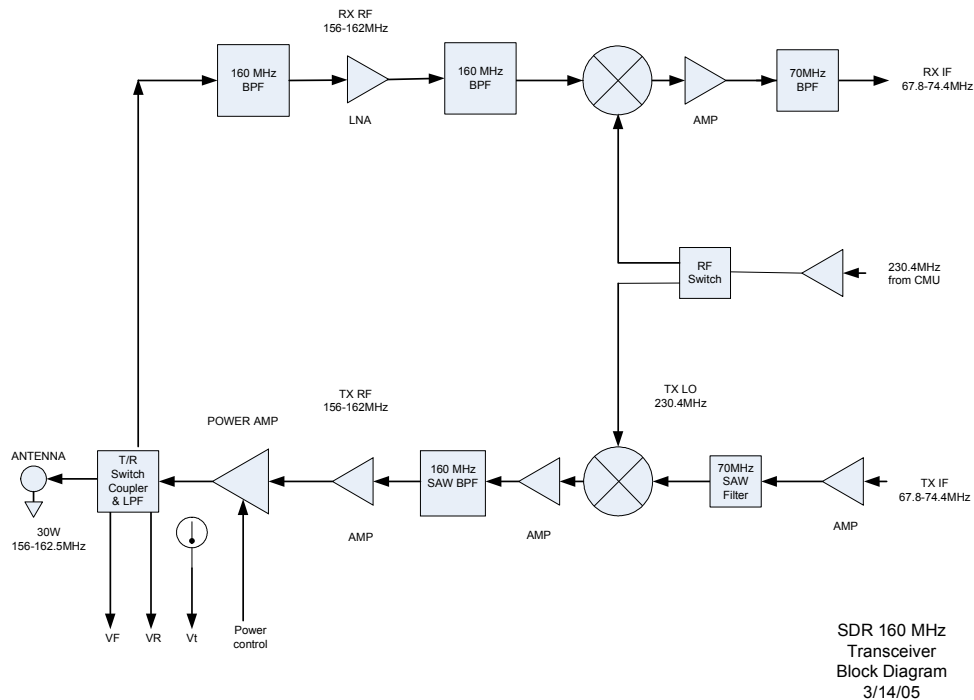 RX RF
156-162MHz
160 MHz
BPF
LNA
160 MHz
BPF
AMP
70MHz
BPF
RX IF
67.8-74.4MHz
RF
Switch
230.4MHz
from CMU
TX LO
230.4MHz
TX RF
156-162MHz
POWER AMP
ANTENNA
T/R
Switch
Coupler
& LPF
160 MHz
SAW BPF
70MHz
SAW
Filter
TX IF
67.8-74.4MHz
30W
156-162.5MHz
AMP
AMP
AMP
VF
VR
Vt
Power
control
SDR 160 MHz
Transceiver
Block Diagram
3/14/05